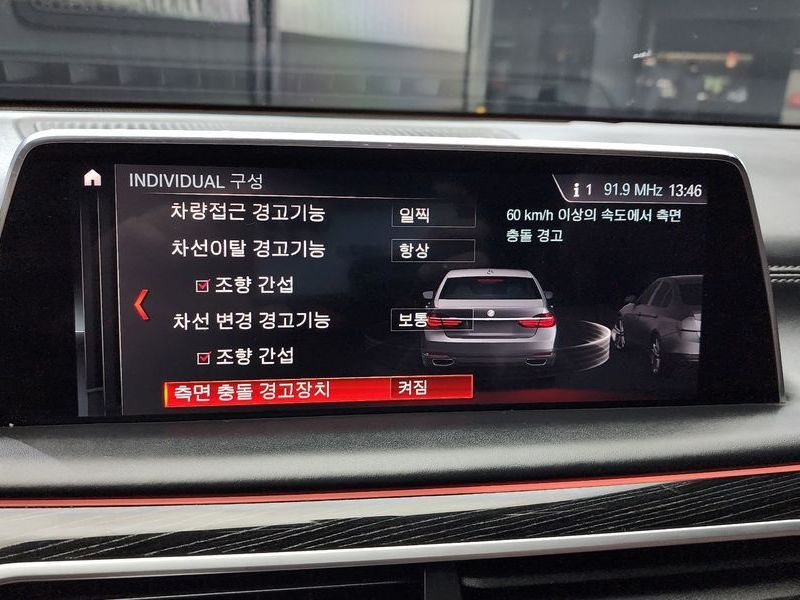 INDIVIDUAL 구성
i 1 91.9 MHz 13:46
차량접근 경고기능 일찍
차선이탈 경고기능 항상
조향 간섭
차선 변경 경고기능 보통
조향 간섭
측면 충돌 경고장치 켜짐
60 km/h 이상의 속도에서 측면
충돌 경고